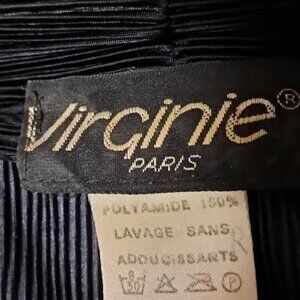 Virginie®
PARIS
POLYAMIDE 100%
LAVAGE SANS
ADOUCISSANTS